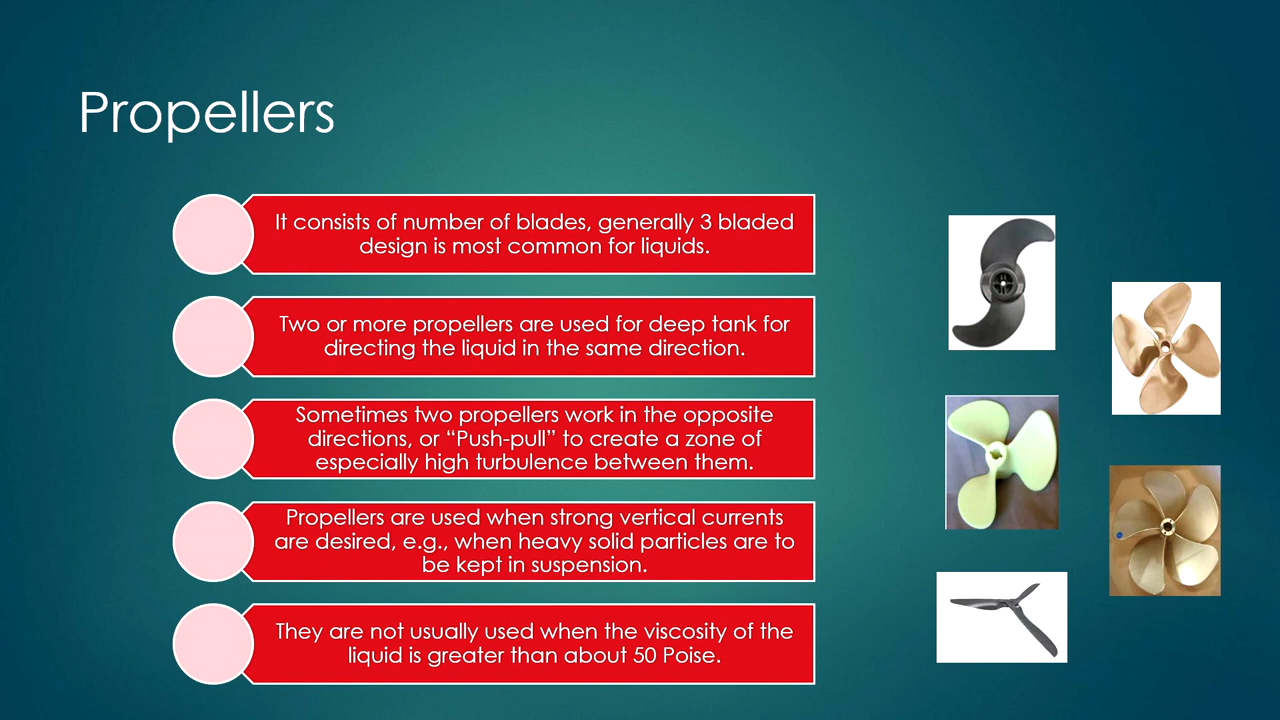 Propellers
It consists of number of blades, generally 3 bladed
design is most common for liquids.
Two or more propellers are used for deep tank for
directing the liquid in the same direction.
Sometimes two propellers work in the opposite
directions, or “Push-pull” to create a zone of
especially high turbulence between them.
Propellers are used when strong vertical currents
are desired, e.g., when heavy solid particles are to
be kept in suspension.
They are not usually used when the viscosity of the
liquid is greater than about 50 Poise.